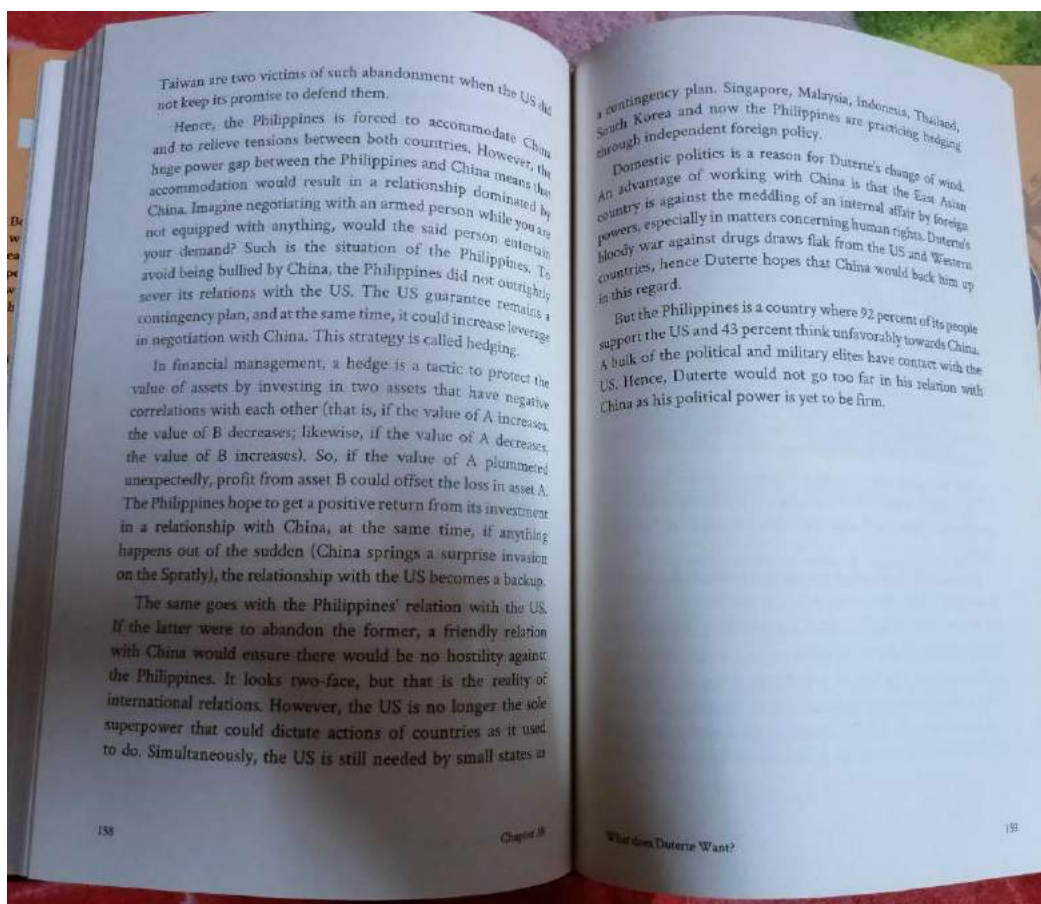 Taiwan are two victims of such abandonment when the US did
not keep its promise to defend them.
Hence, the Philippines is forced to accommodate China
and to relieve tensions between both countries. However, the
huge power gap between the Philippines and China means that
accommodation would result in a relationship dominated by
China. Imagine negotiating with an armed person while you are
not equipped with anything, would the said person entertain
your demand? Such is the situation of the Philippines. To
avoid being bullied by China, the Philippines did not outrightly
sever its relations with the US. The US guarantee remains a
contingency plan, and at the same time, it could increase leverage
in negotiation with China. This strategy is called hedging.
In financial management, a hedge is a tactic to protect the
value of assets by investing in two assets that have negative
correlations with each other (that is, if the value of A increases,
the value of B decreases; likewise, if the value of A decreases,
the value of B increases). So, if the value of A plummeted
unexpectedly, profit from asset B could offset the loss in asset A.
The Philippines hope to get a positive return from its investment
in a relationship with China, at the same time, if anything
happens out of the sudden (China springs a surprise invasion
on the Spratly), the relationship with the US becomes a backup.
The same goes with the Philippines' relation with the US.
If the latter were to abandon the former, a friendly relation
with China would ensure there would be no hostility against
the Philippines. It looks two-face, but that is the reality of
international relations. However, the US is no longer the sole
superpower that could dictate actions of countries as it used
to do. Simultaneously, the US is still needed by small states as
158
Chapter 38
a contingency plan. Singapore, Malaysia, Indonesia, Thailand,
South Korea and now the Philippines are practicing hedging
through independent foreign policy.
Domestic politics is a reason for Duterte's change of wind.
An advantage of working with China is that the East Asian
country is against the meddling of an internal affair by foreign
powers, especially in matters concerning human rights. Duterte's
bloody war against drugs draws flak from the US and Western
countries, hence Duterte hopes that China would back him up
in this regard.
But the Philippines is a country where 92 percent of its people
support the US and 43 percent think unfavorably towards China.
A bulk of the political and military elites have contact with the
US. Hence, Duterte would not go too far in his relation with
China as his political power is yet to be firm.
What does Duterte Want?
159